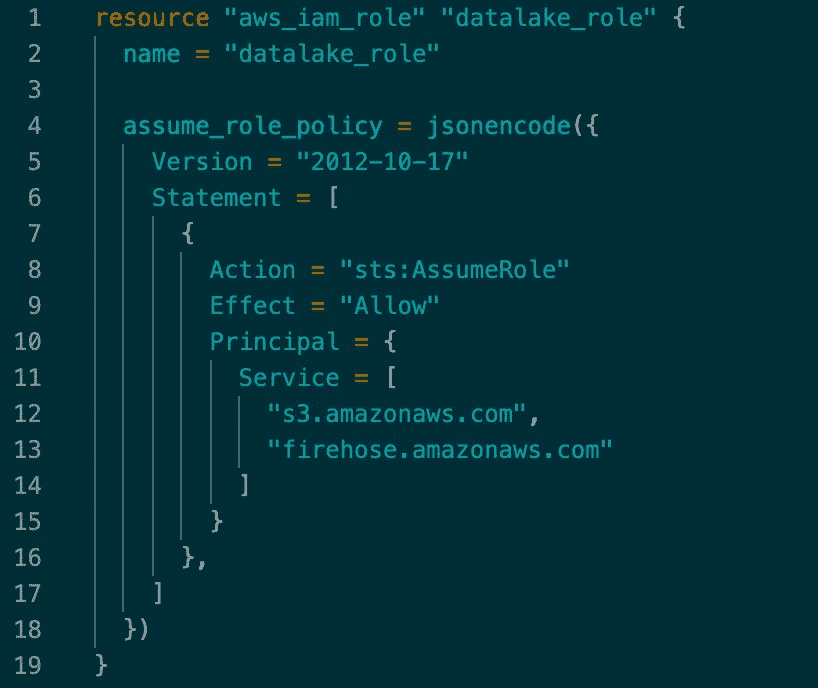 1 resource "aws_iam_role" "datalake_role" {
2 name = "datalake_role"
3
4 assume_role_policy = jsonencode({
5 Version = "2012-10-17"
6 Statement = [
7 {
8 Action = "sts:AssumeRole"
9 Effect = "Allow"
10 Principal = {
11 Service = [
12 "s3.amazonaws.com",
13 "firehose.amazonaws.com"
14 ]
15 }
16 },
17 ]
18 })
19 }